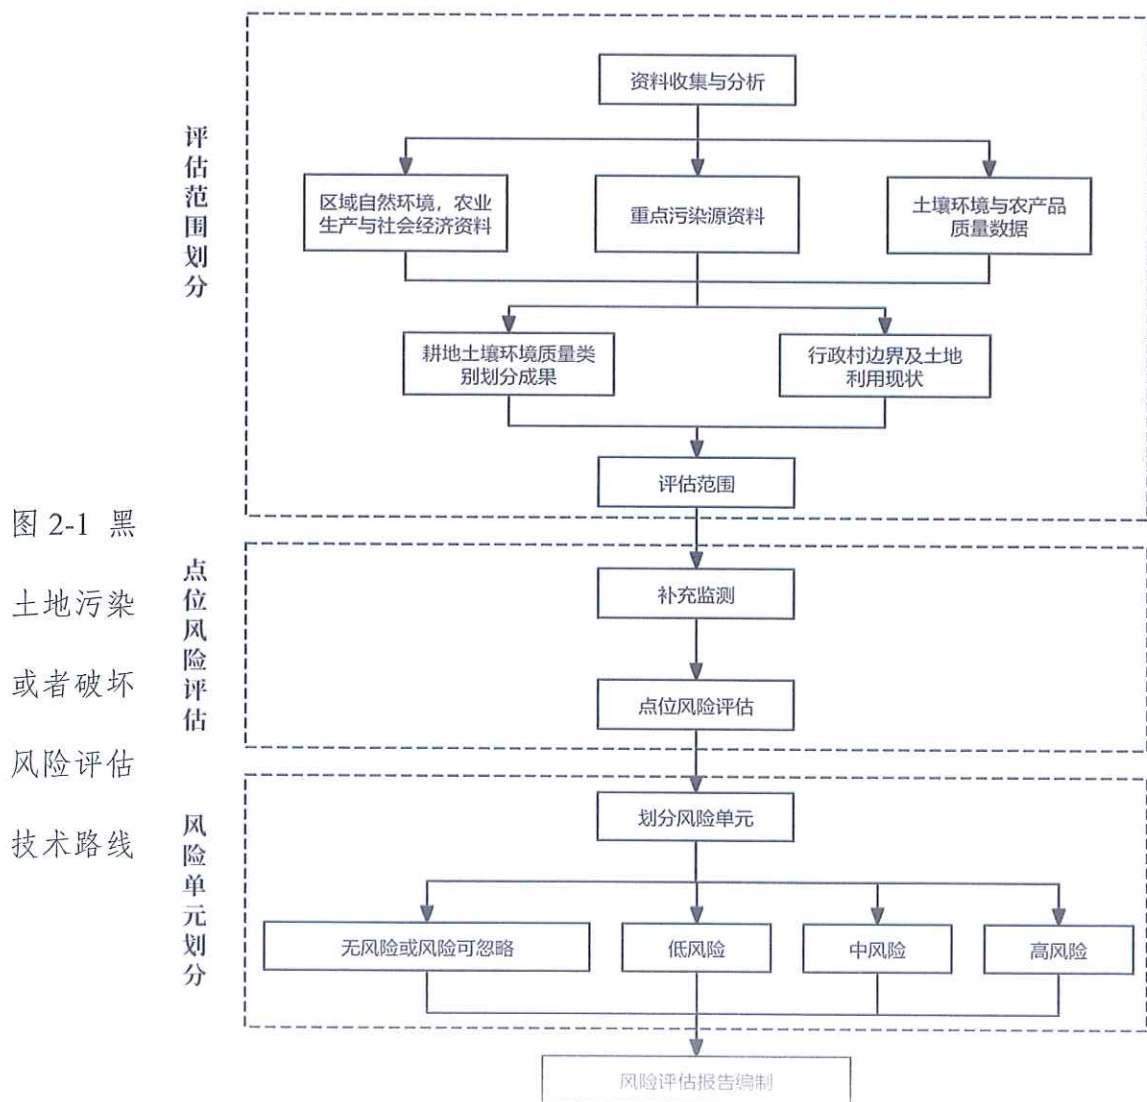 资料收集与分析
评估范围划分
区域自然环境，农业
生产与社会经济资料
重点污染源资料
土壤环境与农产品
质量数据
耕地土壤环境质量类
别划分成果
行政村边界及土地
利用现状
评估范围
图 2-1 黑
土地污染
或者破坏
风险评估
技术路线
点位风险评估
补充监测
点位风险评估
风险单元划分
划分风险单元
无风险或风险可忽略
低风险
中风险
高风险
风险评估报告编制